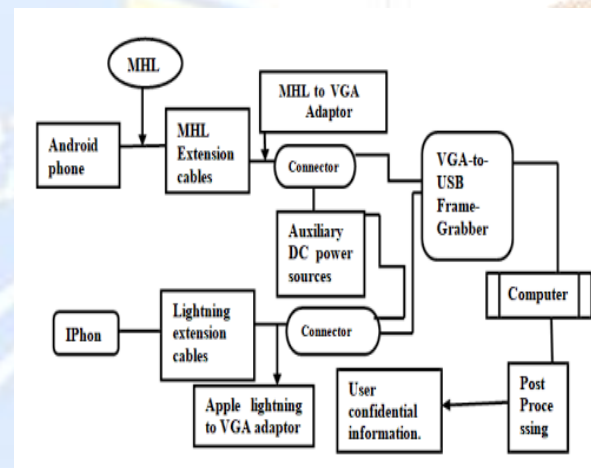 MHL
MHL to VGA
Adaptor
Android
phone
MHL
Extension
cables
Connector
VGA-to-
USB
Frame-
Grabber
Auxiliary
DC power
sources
Computer
IPhon
Lightning
extension
cables
Connector
Apple lightning
to VGA adaptor
User
confidential
information.
Post
Proce
ssing